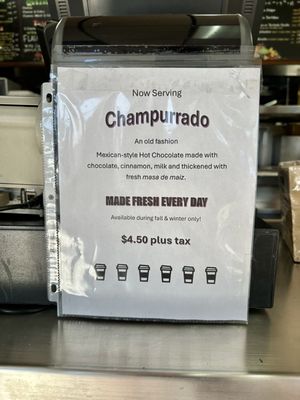 Now Serving
Champurrado
An old fashion
Mexican-style Hot Chocolate made with
chocolate, cinnamon, milk and thickened with
fresh masa de maiz.
MADE FRESH EVERY DAY
Available during fall & winter only!
$4.50 plus tax